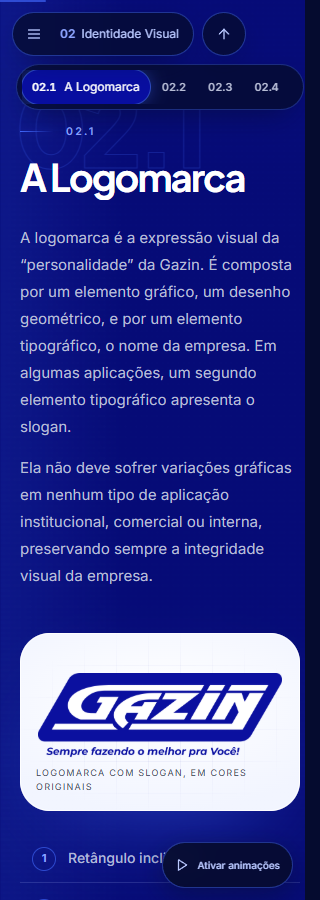 02 Identidade Visual
02.1 A Logomarca 02.2 02.3 02.4
02.1
02.1
A Logomarca
A logomarca é a expressão visual da
“personalidade” da Gazin. É composta
por um elemento gráfico, um desenho
geométrico, e por um elemento
tipográfico, o nome da empresa. Em
algumas aplicações, um segundo
elemento tipográfico apresenta o
slogan.
Ela não deve sofrer variações gráficas
em nenhum tipo de aplicação
institucional, comercial ou interna,
preservando sempre a integridade
visual da empresa.
GAZIN
Sempre fazendo o melhor pra Você!
LOGOMARCA COM SLOGAN, EM CORES
ORIGINAIS
1 Retângulo
Ativar animações